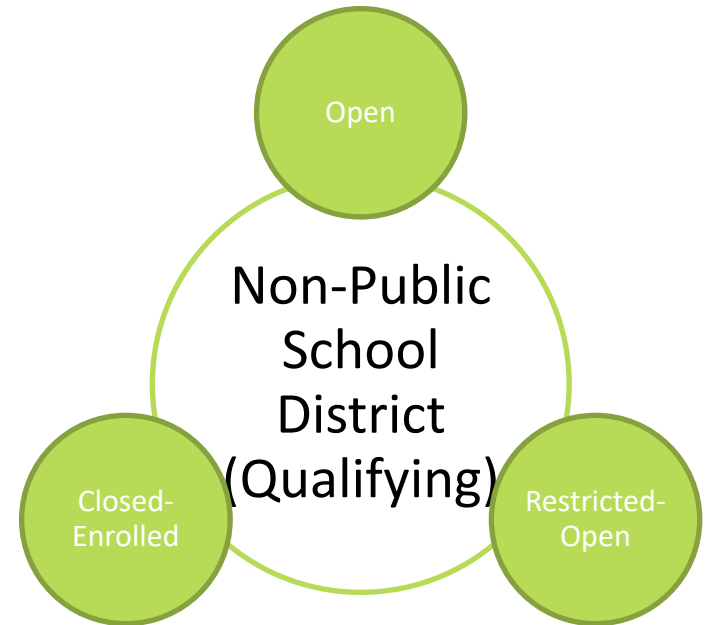 Open
Non-Public
School
District
(Qualifying)
Closed-
Enrolled
Restricted-
Open